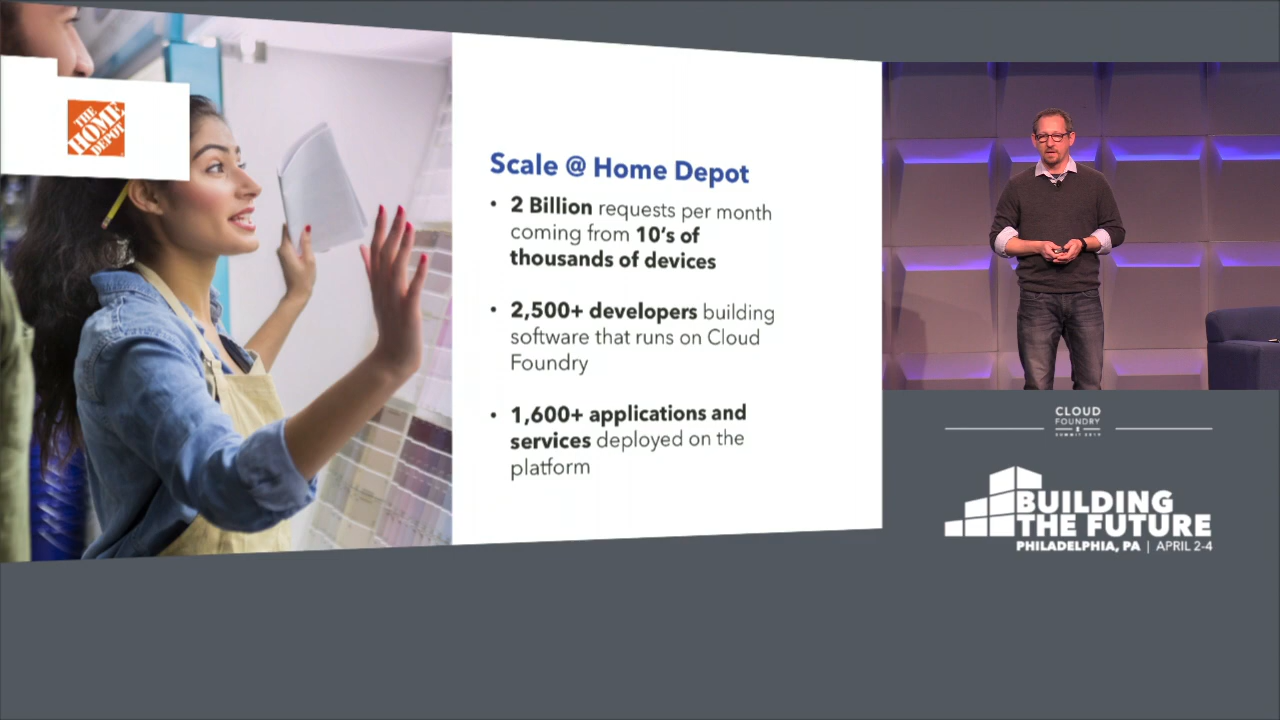 THE
HOME
DEPOT
Scale @ Home Depot
• 2 Billion requests per month
coming from 10's of
thousands of devices
• 2,500+ developers building
software that runs on Cloud
Foundry
• 1,600+ applications and
services deployed on the
platform
CLOUD
FOUNDRY
SUMMIT 2019
BUILDING
THE FUTURE
PHILADELPHIA, PA | APRIL 2-4